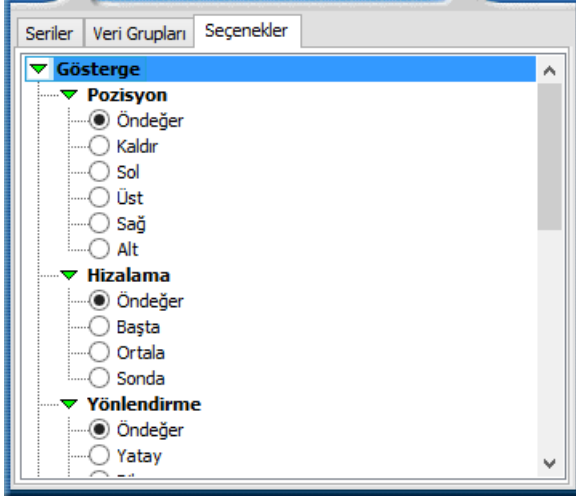 Seriler Veri Grupları Seçenekler
Gösterge
Pozisyon
Öndeğer
Kaldır
Sol
Üst
Sağ
Alt
Hizalama
Öndeğer
Başta
Ortala
Sonda
Yönlendirme
Öndeğer
Yatay